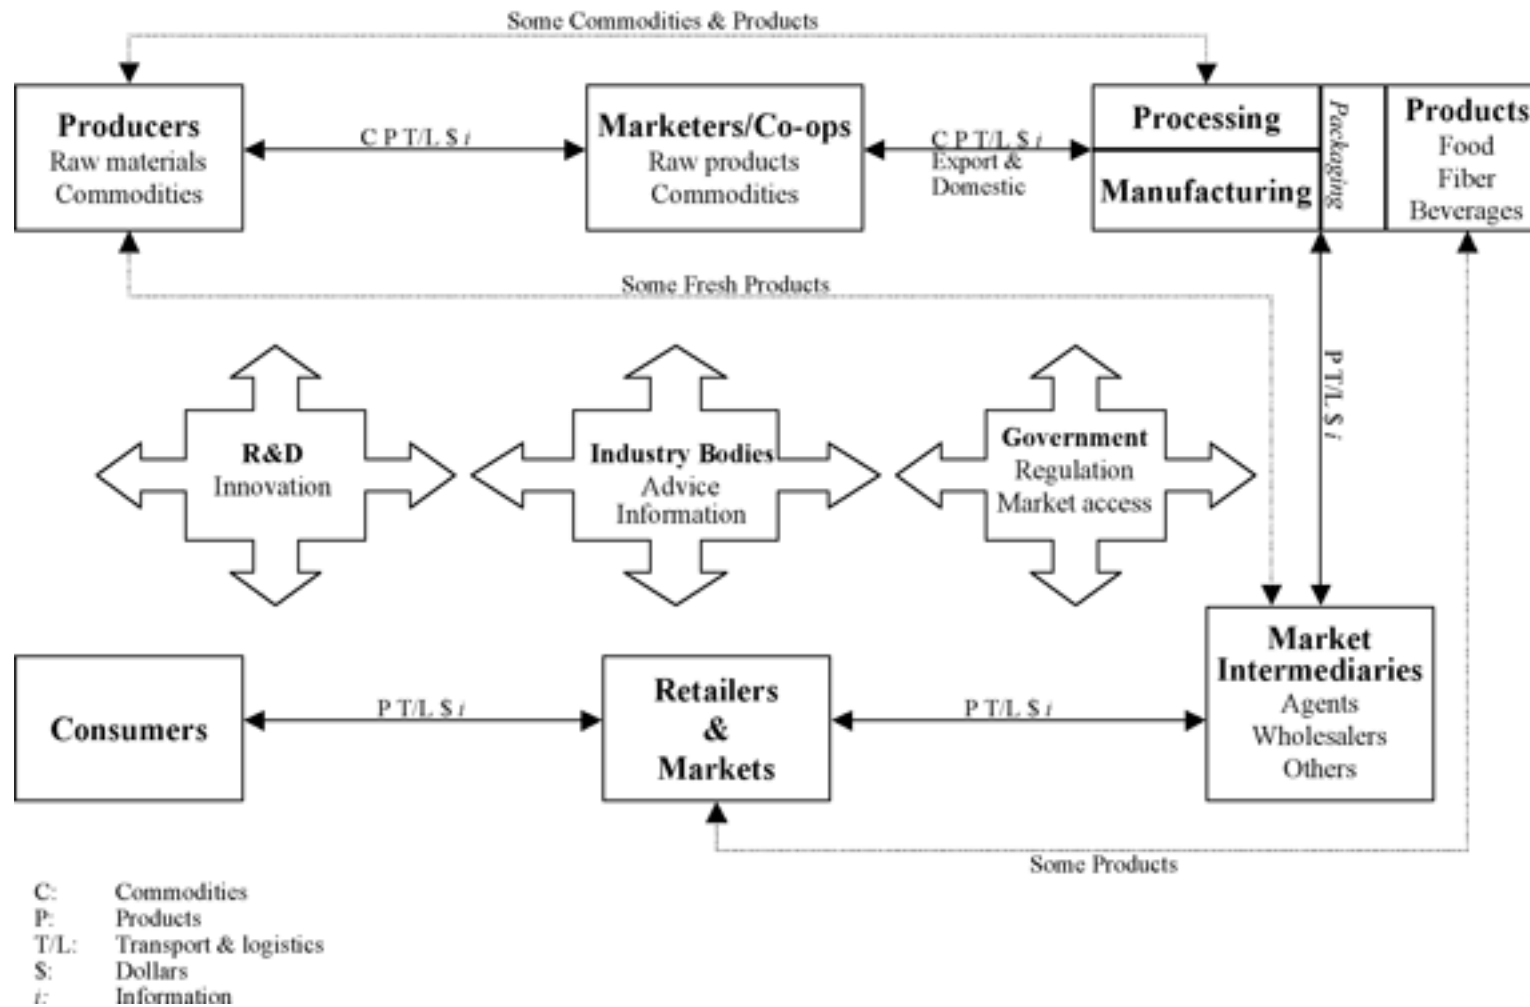 Some Commodities & Products
Producers
Raw materials
Commodities
C P T/L $ i
Marketers/Co-ops
Raw products
Commodities
C P T/L $ i
Export &
Domestic
Processing
Manufacturing
Packaging
Products
Food
Fiber
Beverages
Some Fresh Products
R&D
Innovation
Industry Bodies
Advice
Information
Government
Regulation
Market access
P T/L $ i
Consumers
P T/L $ i
Retailers
&
Markets
P T/L $ i
Market
Intermediaries
Agents
Wholesalers
Others
Some Products
C: Commodities
P: Products
T/L: Transport & logistics
$: Dollars
i: Information